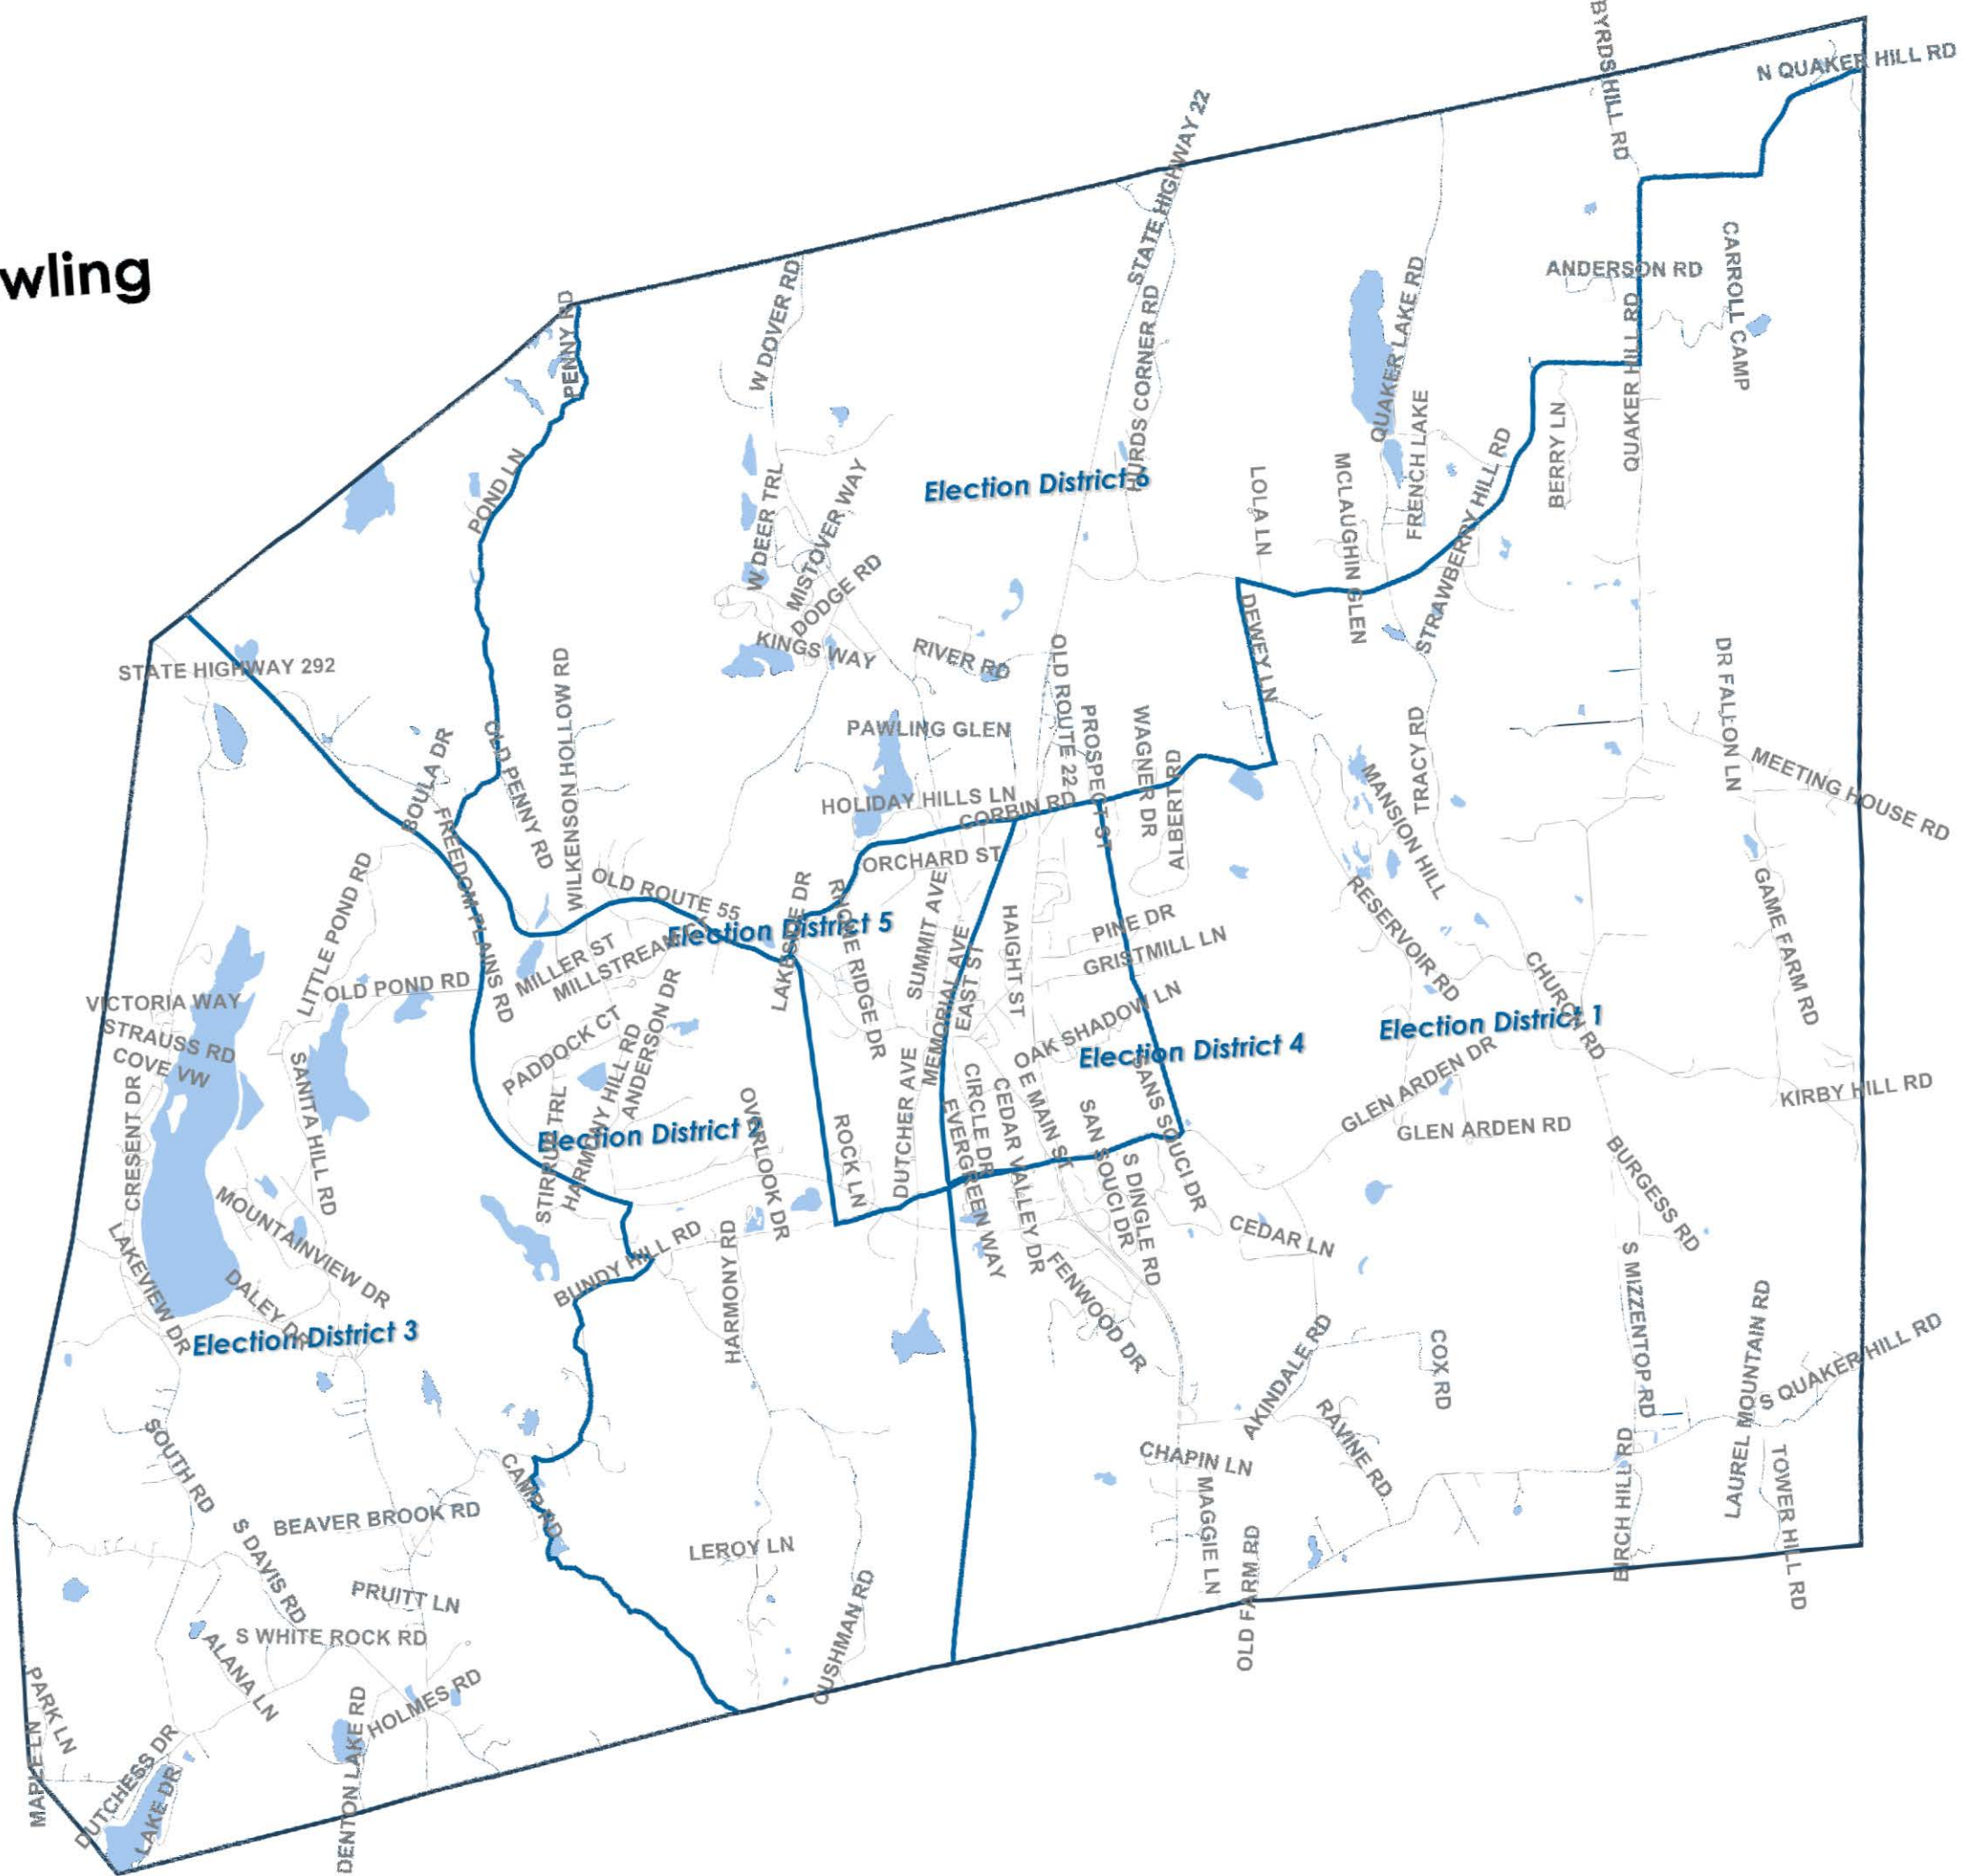 wling
BYRDS HILL RD
N QUAKER HILL RD
STATE HIGHWAY 22
ANDERSON RD
CARROLL CAMP
PENNY RD
W DOVER RD
HURDS CORNER RD
QUAKER LAKE RD
QUAKER HILL RD
FRENCH LAKE
BERRY LN
POND LN
W DEER TRL
MISTOVER WAY
Election District 6
LOLA LN
MCLAUGHIN GLEN
STRAWBERRY HILL RD
DODGE RD
KINGS WAY
RIVER RD
DEWEY LN
STATE HIGHWAY 292
WILKENSON HOLLOW RD
OLD ROUTE 22
PROSPECT ST
WAGNER DR
ALBERT RD
TRACY RD
DR FALLON LN
MEETING HOUSE RD
BOULA DR
OLD PENNY RD
PAWLING GLEN
HOLIDAY HILLS LN
CORBIN RD
MANSION HILL
FREEDOM PLAINS RD
ORCHARD ST
LITTLE POND RD
OLD ROUTE 55
LAKESIDE DR
RIDGE DR
SUMMIT AVE
HAIGHT ST
PINE DR
GRISTMILL LN
RESERVOIR RD
GAME FARM RD
Election District 5
MILLER ST
MEMORIAL AVE
EAST ST
CHURCH RD
OLD POND RD
VICTORIA WAY
STRAUSS RD
COVE VW
OAK SHADOW LN
Election District 1
Election District 4
PADDOCK CT
ANDERSON DR
HARMONY HILL RD
SANITA HILL RD
CRESENT DR
STIRRUP TRL
Election District 2
OVERLOOK DR
ROCK LN
DUTCHER AVE
EVERGREEN WAY
CIRCLE DR
CEDAR VALLEY DR
E MAIN ST
SAN SOUCI DR
S DINGLE RD
SANS SOUCI DR
GLEN ARDEN DR
GLEN ARDEN RD
KIRBY HILL RD
BURGESS RD
MOUNTAINVIEW DR
BUNDY HILL RD
HARMONY RD
CEDAR LN
LAKEVIEW DR
DALEY DR
Election District 3
FENWOOD DR
S MIZZENTOP RD
LAUREL MOUNTAIN RD
S QUAKER HILL RD
AKINDALE RD
COX RD
RAVINE RD
SOUTH RD
CAMP RD
CHAPIN LN
MAGGIE LN
BIRCH HILL RD
TOWER HILL RD
BEAVER BROOK RD
S DAVIS RD
LEROY LN
OLD FARM RD
PRUITT LN
CUSHMAN RD
S WHITE ROCK RD
ALANA LN
HOLMES RD
PARK LN
MAPLE LN
DUTCHESS DR
LAKE DR
DENTON LAKE RD